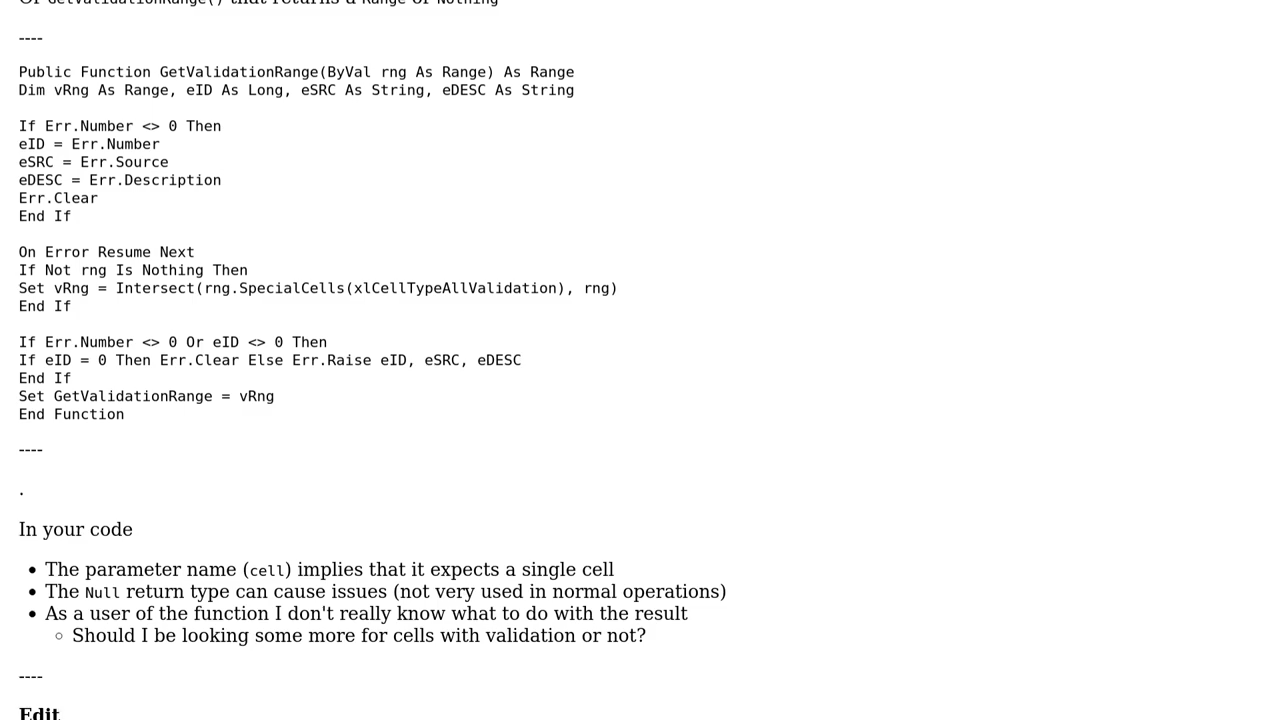 Or GetValidationRange() that returns a Range or Nothing
----
Public Function GetValidationRange(ByVal rng As Range) As Range
Dim vRng As Range, eID As Long, eSRC As String, eDESC As String
If Err.Number <> 0 Then
eID = Err.Number
eSRC = Err.Source
eDESC = Err.Description
Err.Clear
End If
On Error Resume Next
If Not rng Is Nothing Then
Set vRng = Intersect(rng.SpecialCells(xlCellTypeAllValidation), rng)
End If
If Err.Number <> 0 Or eID <> 0 Then
If eID = 0 Then Err.Clear Else Err.Raise eID, eSRC, eDESC
End If
Set GetValidationRange = vRng
End Function
----
.
In your code
• The parameter name (cell) implies that it expects a single cell
• The Null return type can cause issues (not very used in normal operations)
• As a user of the function I don't really know what to do with the result
◦ Should I be looking some more for cells with validation or not?
----
Edit